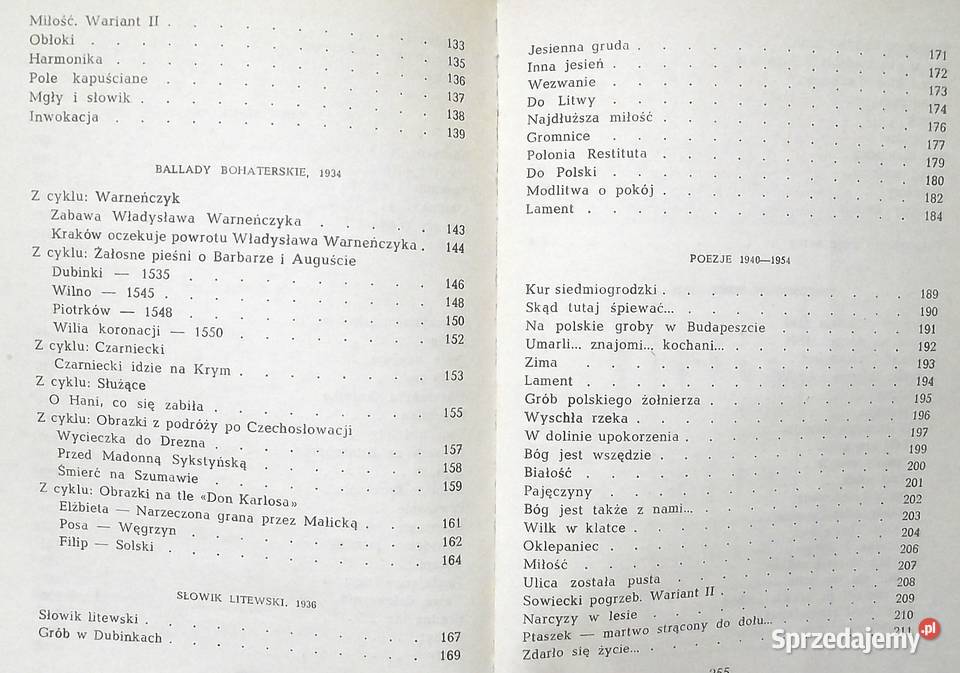 Miłość. Wariant II . . . . . . . . 133
Obłoki . . . . . . . . 135
Harmonika . . . . . . . . 136
Pole kapuściane . . . . . . . . 137
Mgły i słowik . . . . . . . . 138
Inwokacja . . . . . . . . 139
BALLADY BOHATERSKIE, 1934
Z cyklu: Warneńczyk
Zabawa Władysława Warneńczyka . . . . 143
Kraków oczekuje powrotu Władysława Warneńczyka . 144
Z cyklu: Żałosne pieśni o Barbarze i Auguście
Dubinki — 1535 . . . . . . . . 146
Wilno — 1545 . . . . . . . . 148
Piotrków — 1548 . . . . . . . . 150
Wilia koronacji — 1550 . . . . . . 152
Z cyklu: Czarniecki
Czarniecki idzie na Krym . . . . . . 153
Z cyklu: Służące
O Hani, co się zabiła . . . . . . 155
Z cyklu: Obrazki z podróży po Czechosłowacji
Wycieczka do Drezna . . . . . . 157
Przed Madonną Sykstyńską . . . . . . 158
Śmierć na Szumawie . . . . . . 159
Z cyklu: Obrazki na tle «Don Karlosa»
Elżbieta — Narzeczona grana przez Malicką . . . 161
Posa — Węgrzyn . . . . . . . . 162
Filip — Solski . . . . . . . . 164
SŁOWIK LITEWSKI. 1936
Słowik litewski . . . . . . . . 167
Grób w Dubinkach . . . . . . . . 169
Jesienna gruda . . . . . . . . 171
Inna jesień . . . . . . . . 172
Wezwanie . . . . . . . . 173
Do Litwy . . . . . . . . 174
Najdłuższa miłość . . . . . . . . 176
Gromnice . . . . . . . . 177
Polonia Restituta . . . . . . . . 179
Do Polski . . . . . . . . 180
Modlitwa o pokój . . . . . . . . 182
Lament . . . . . . . . 184
POEZJE 1940—1954
Kur siedmiogrodzki . . . . . . . . 189
Skąd tutaj śpiewać... . . . . . . . 190
Na polskie groby w Budapeszcie . . . . . 191
Umarli... znajomi... kochani... . . . . . . 192
Zima . . . . . . . . 193
Lament . . . . . . . . 194
Grób polskiego żołnierza . . . . . . 195
Wyschła rzeka . . . . . . . . 196
W dolinie upokorzenia . . . . . . 197
Bóg jest wszędzie . . . . . . . . 199
Białość . . . . . . . . 200
Pajęczyny . . . . . . . . 201
Bóg jest także z nami... . . . . . . 202
Wilk w klatce . . . . . . . . 203
Oklepaniec . . . . . . . . 204
Miłość . . . . . . . . 206
Ulica została pusta . . . . . . 207
Sowiecki pogrzeb. Wariant II . . . . . 208
Narcyzy w lesie . . . . . . . . 209
Ptaszek — martwo strącony do dołu... . . . . 210
Zdarło się życie... . . . . . . 211
265
Sprzedajemy.pl